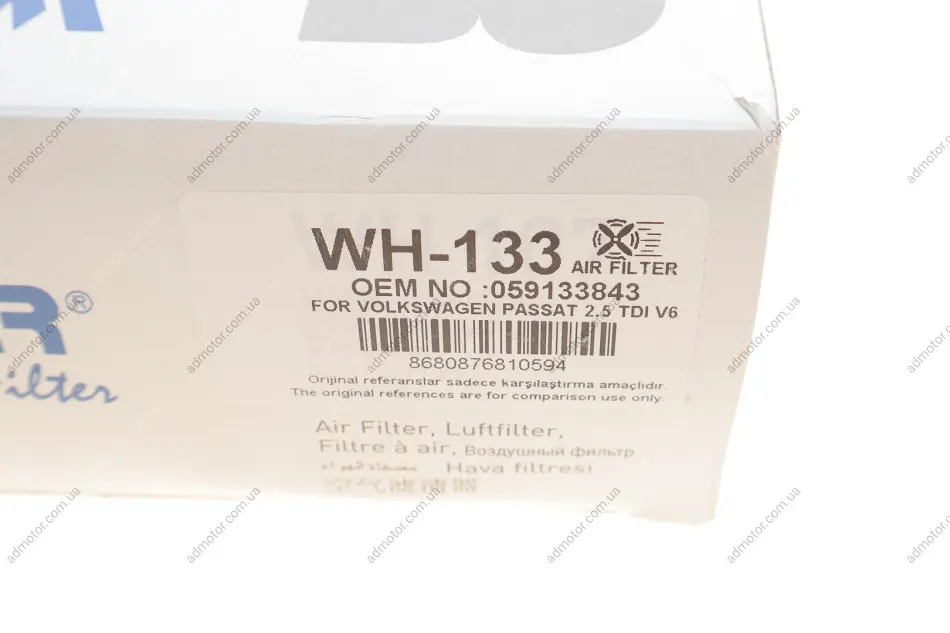 WH-133
AIR FILTER
OEM NO :059133843
FOR VOLKSWAGEN PASSAT 2.5 TDI V6
8680876810594
Orijinal referanslar sadece karşılaştırma amaçlıdır.
The original references are for comparison use only.
R®
ilter
Air Filter, Luftfilter,
Filtre à air, Воздушный фильтр
Hava filtresi
admotor.com.ua